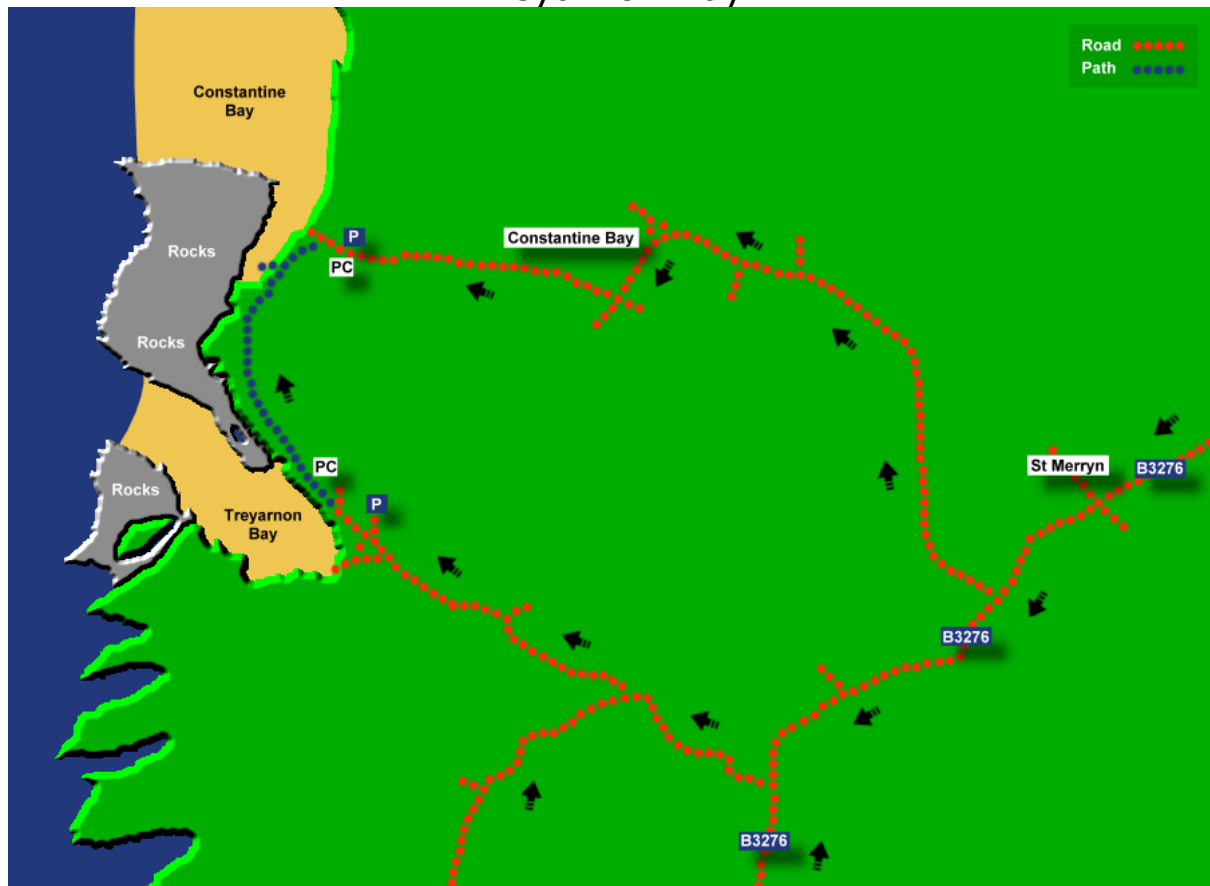 Road
Path
Constantine
Bay
P
Constantine Bay
Rocks
PC
Rocks
PC
St Merryn
B3276
Rocks
P
Treyarnon
Bay
B3276
B3276